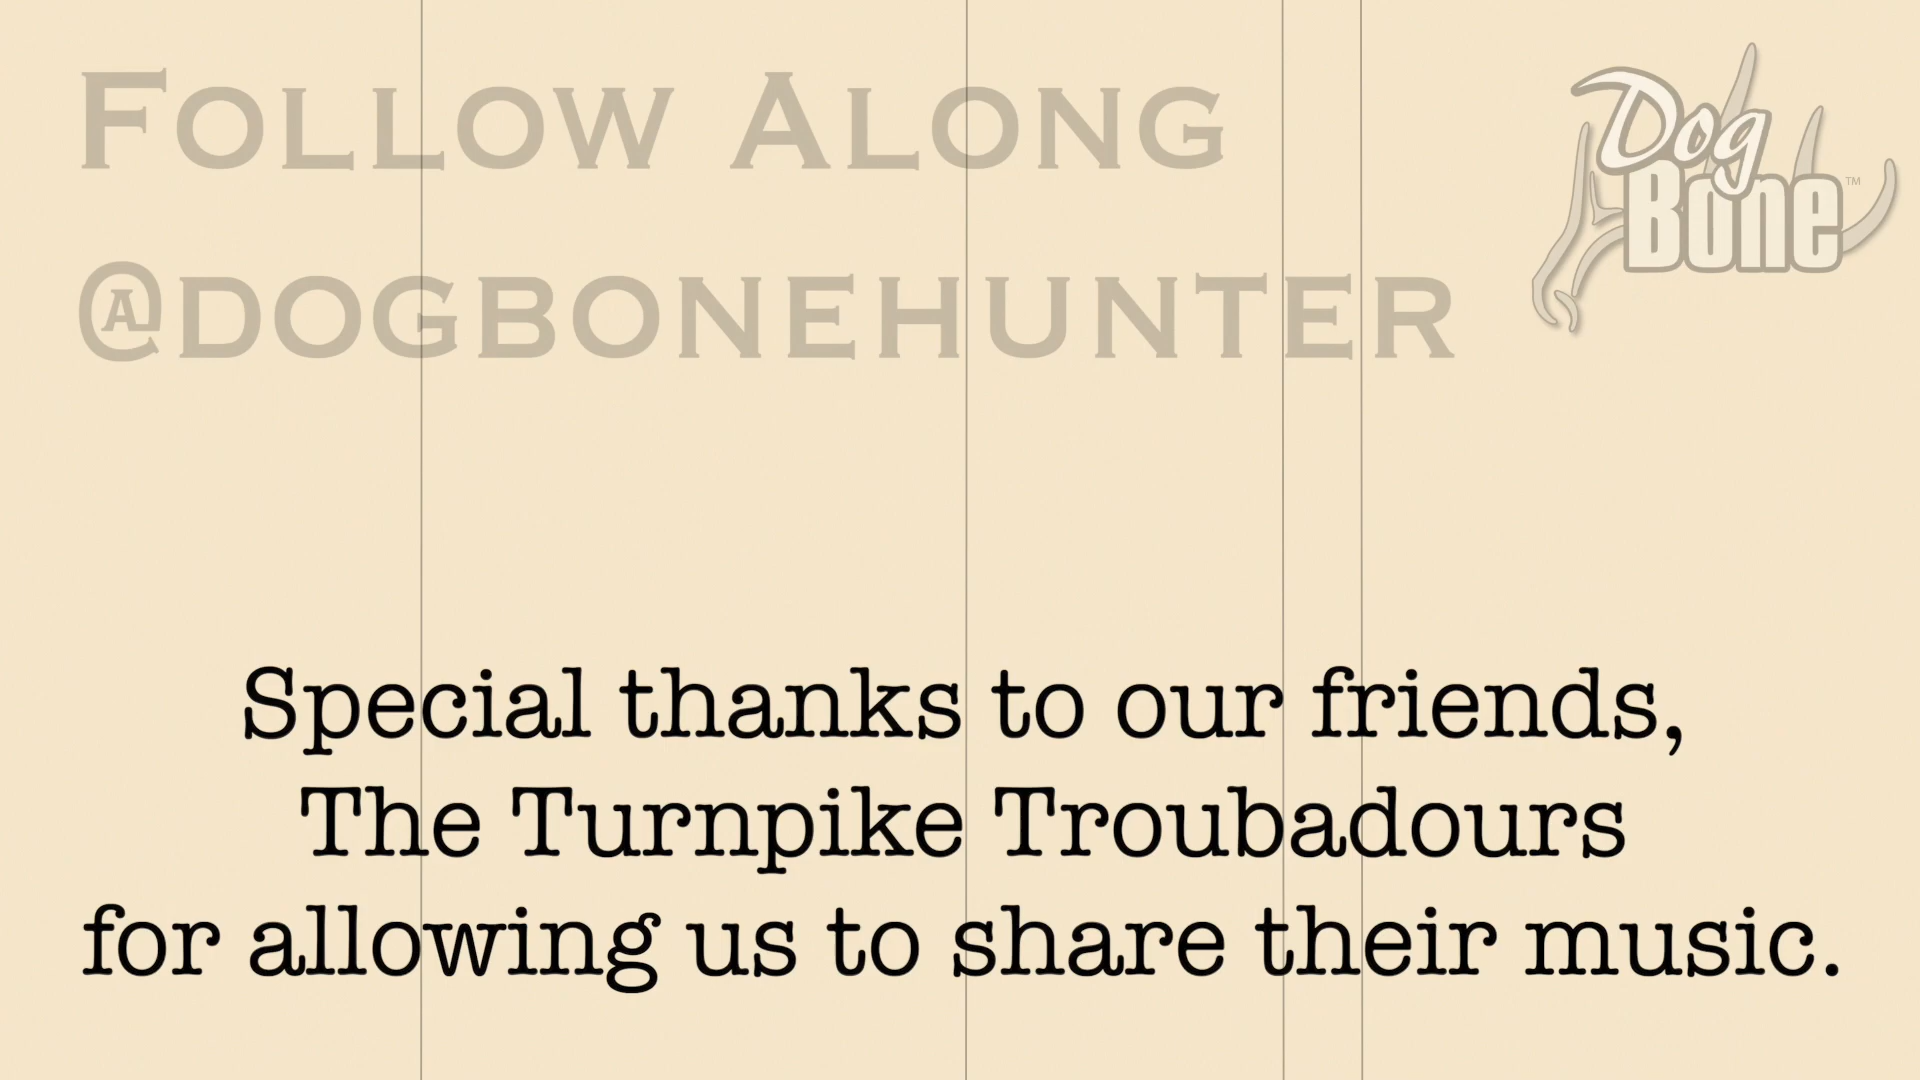 Follow Along
@dogbonehunter
Dog
Bone™
Special thanks to our friends,
The Turnpike Troubadours
for allowing us to share their music.